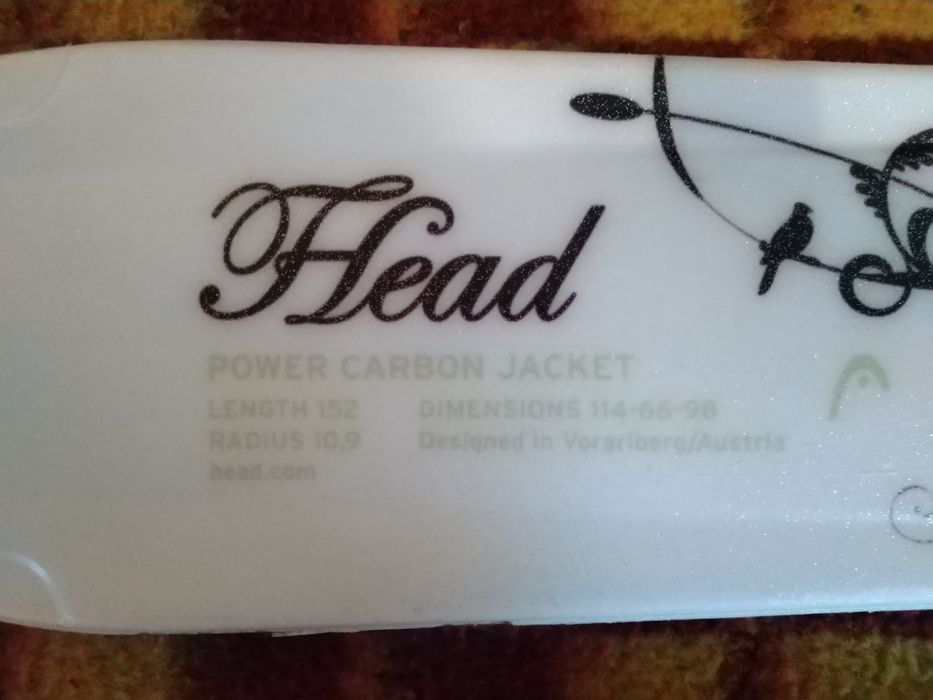 Head
POWER CARBON JACKET
LENGTH 152 DIMENSIONS 114-66-98
RADIUS 10,9 Designed in Vorarlberg/Austria
head.com